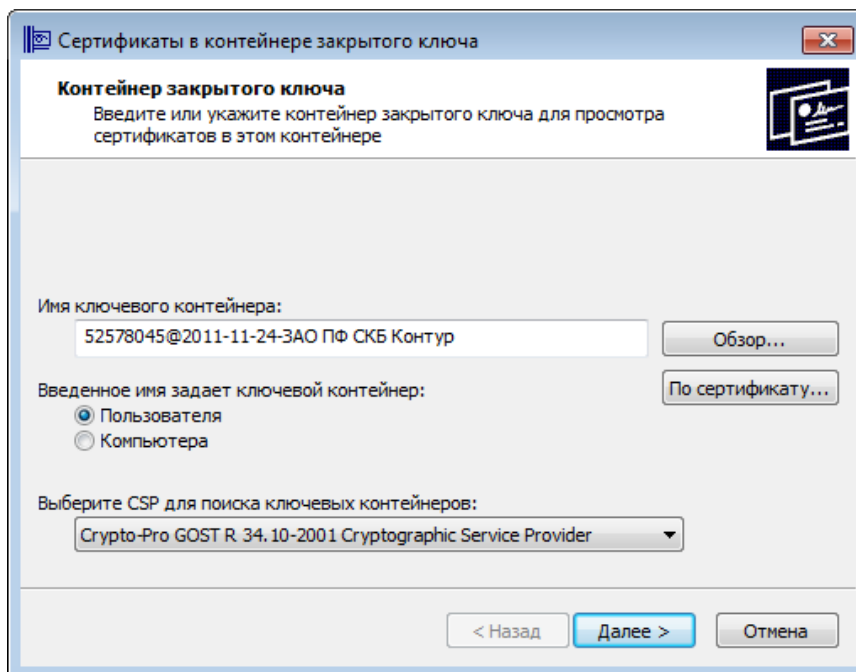 Сертификаты в контейнере закрытого ключа
Контейнер закрытого ключа
Введите или укажите контейнер закрытого ключа для просмотра
сертификатов в этом контейнере
Имя ключевого контейнера:
52578045@2011-11-24-ЗАО ПФ СКБ Контур
Обзор...
Введенное имя задает ключевой контейнер:
По сертификату...
Пользователя
Компьютера
Выберите CSP для поиска ключевых контейнеров:
Crypto-Pro GOST R 34.10-2001 Cryptographic Service Provider
< Назад Далее > Отмена